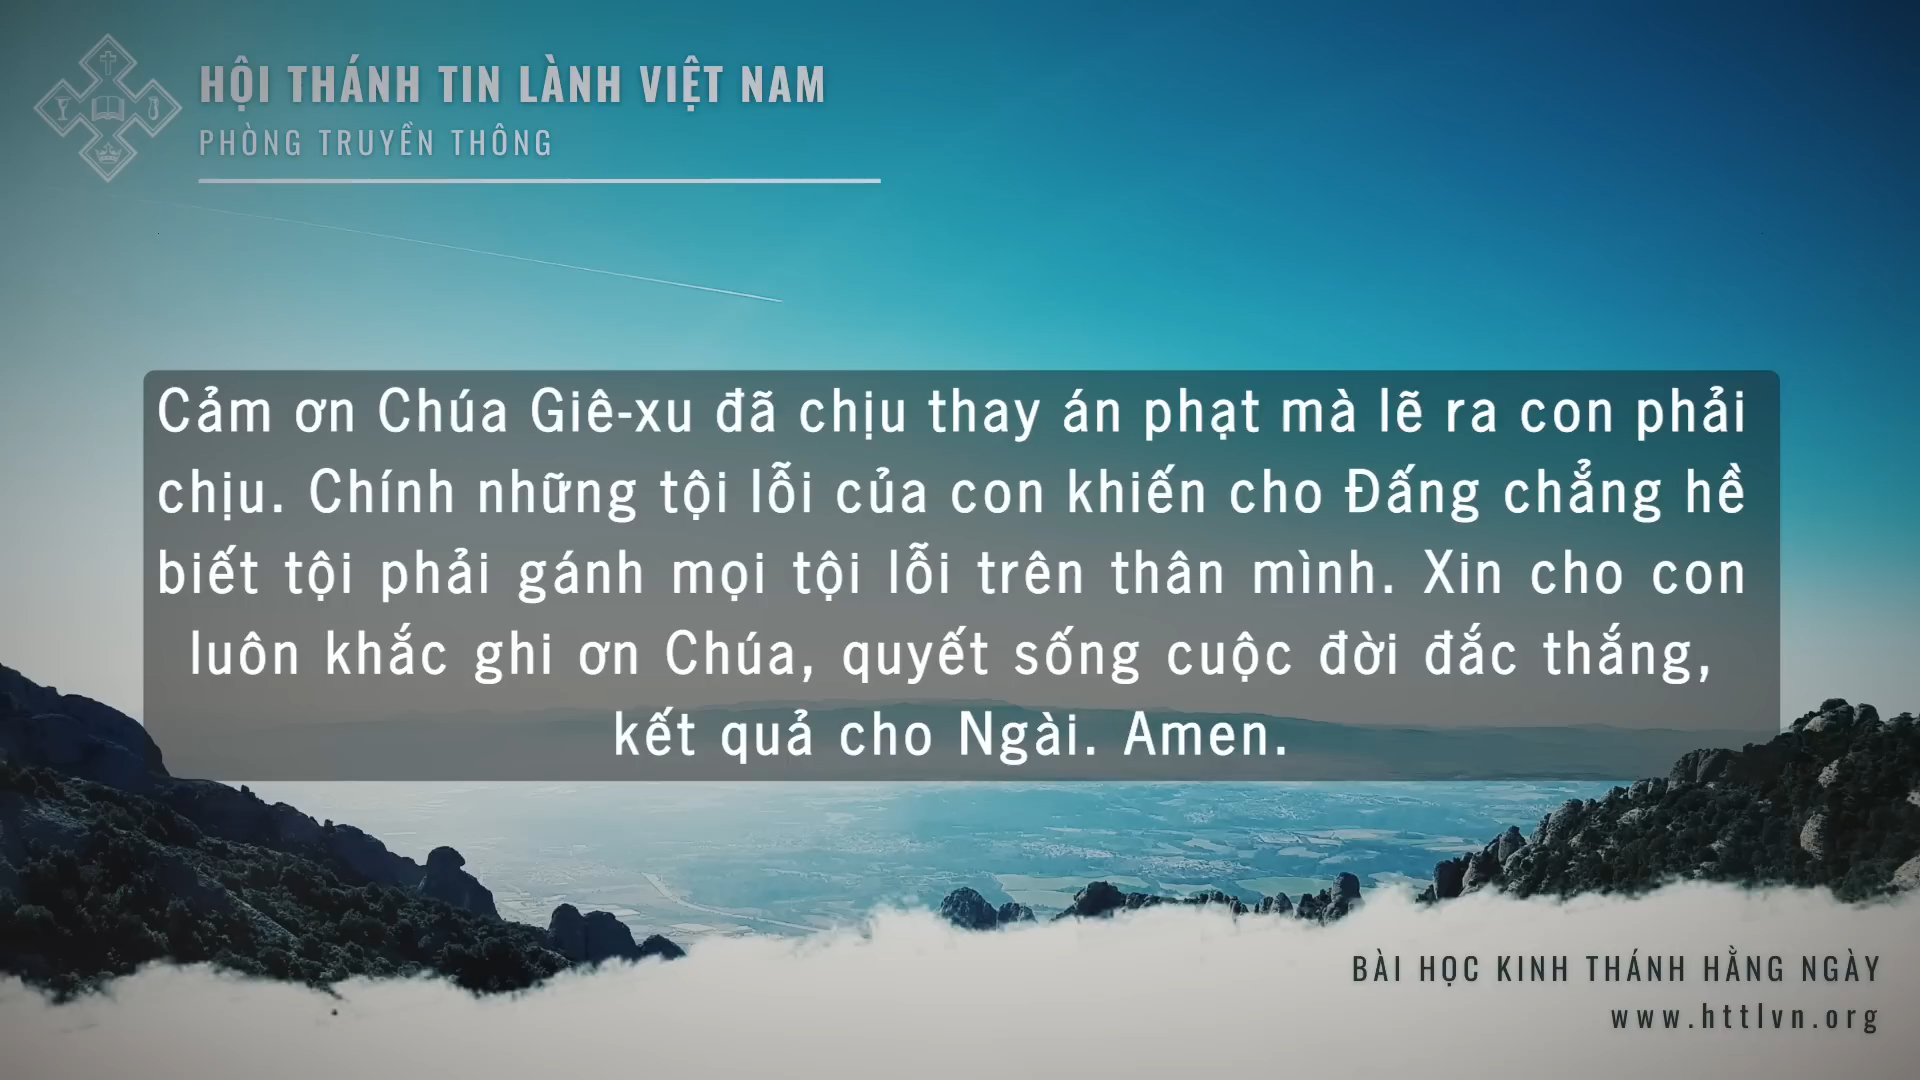 HỘI THÁNH TIN LÀNH VIỆT NAM
PHÒNG TRUYỀN THÔNG
Cảm ơn Chúa Giê-xu đã chịu thay án phạt mà lẽ ra con phải
chịu. Chính những tội lỗi của con khiến cho Đấng chẳng hề
biết tội phải gánh mọi tội lỗi trên thân mình. Xin cho con
luôn khắc ghi ơn Chúa, quyết sống cuộc đời đắc thắng,
kết quả cho Ngài. Amen.
BÀI HỌC KINH THÁNH HẰNG NGÀY
www.httlvn.org